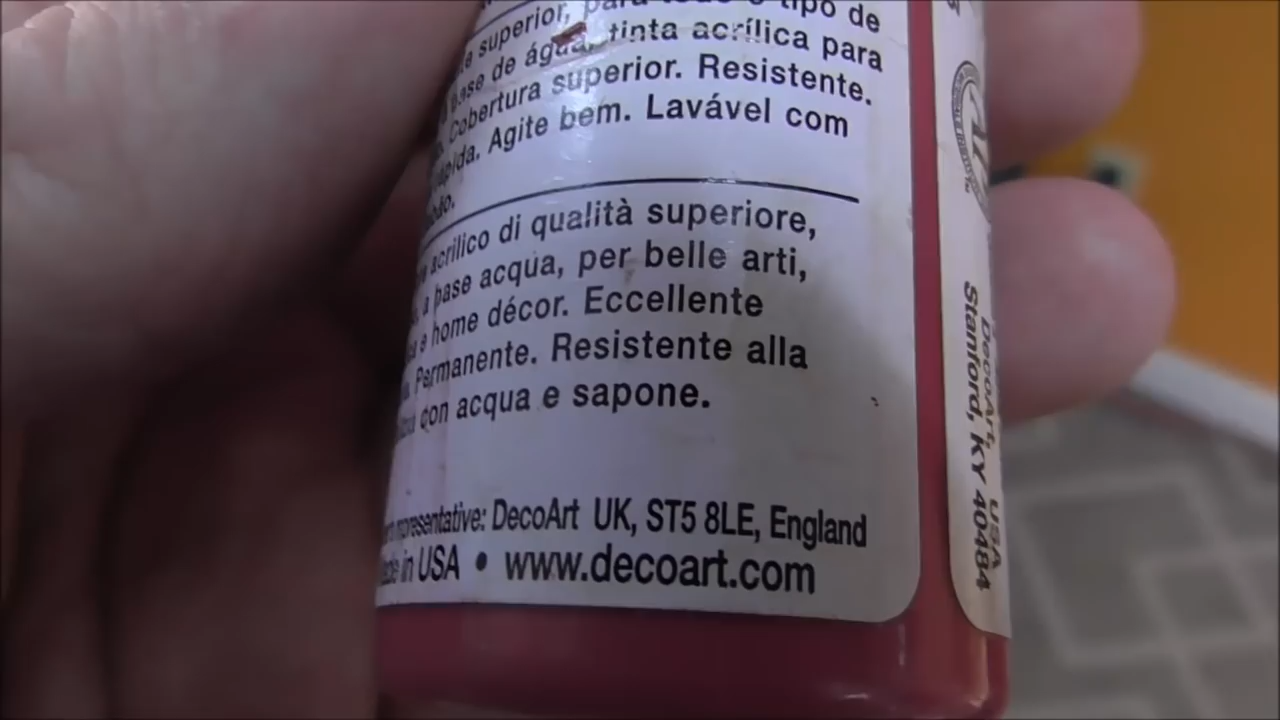 superior, para todo o tipo de
base de água, tinta acrílica para
Cobertura superior. Resistente.
Agite bem. Lavável com
acrilico di qualità superiore,
a base acqua, per belle arti,
e home décor. Eccellente
Permanente. Resistente alla
con acqua e sapone.
representative: DecoArt UK, ST5 8LE, England
Made in USA • www.decoart.com
DecoArt,
Stanford, KY 40484
USA